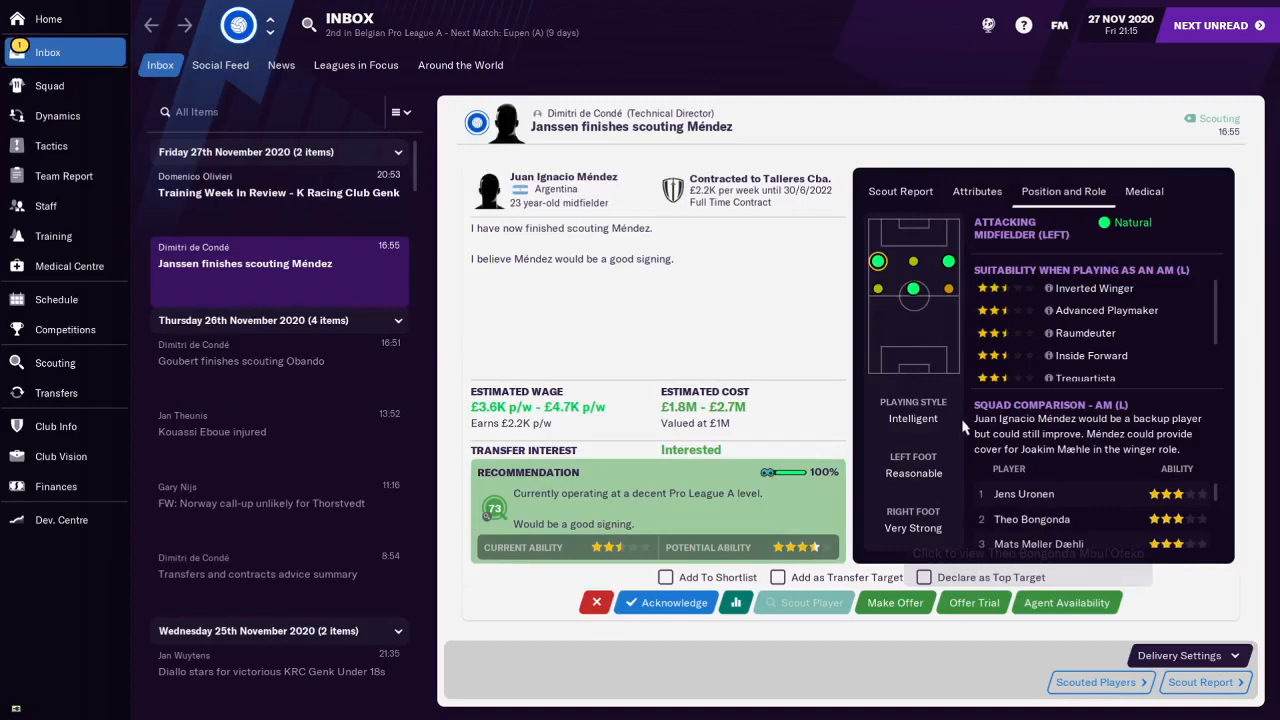 Home
INBOX
2nd in Belgian Pro League A - Next Match: Eupen (A) (9 days)
FM
27 NOV 2020
Fri 21:15
NEXT UNREAD
1
Inbox
Squad
Dynamics
Tactics
Team Report
Staff
Training
Medical Centre
Schedule
Competitions
Scouting
Transfers
Club Info
Club Vision
Finances
Dev. Centre
Inbox
Social Feed
News
Leagues in Focus
Around the World
All Items
Friday 27th November 2020 (2 items)
Domenico Olivieri
20:53
Training Week In Review - K Racing Club Genk
Dimitri de Condé
16:55
Janssen finishes scouting Méndez
Thursday 26th November 2020 (4 items)
Dimitri de Condé
16:51
Goubert finishes scouting Obando
Jan Theunis
13:52
Kouassi Eboue injured
Gary Nijs
11:16
FW: Norway call-up unlikely for Thorstvedt
Dimitri de Condé
8:54
Transfers and contracts advice summary
Wednesday 25th November 2020 (2 items)
Jan Wuytens
21:35
Diallo stars for victorious KRC Genk Under 18s
Dimitri de Condé (Technical Director)
Janssen finishes scouting Méndez
Scouting
16:55
Juan Ignacio Méndez
Argentina
23 year-old midfielder
Contracted to Talleres Cba.
£2.2K per week until 30/6/2022
Full Time Contract
I have now finished scouting Méndez.
I believe Méndez would be a good signing.
ESTIMATED WAGE
£3.6K p/w - £4.7K p/w
Earns £2.2K p/w
ESTIMATED COST
£1.8M - £2.7M
Valued at £1M
TRANSFER INTEREST
Interested
RECOMMENDATION
100%
73
Currently operating at a decent Pro League A level.
Would be a good signing.
CURRENT ABILITY
POTENTIAL ABILITY
Scout Report
Attributes
Position and Role
Medical
ATTACKING
MIDFIELDER (LEFT)
Natural
SUITABILITY WHEN PLAYING AS AN AM (L)
Inverted Winger
Advanced Playmaker
Raumdeuter
Inside Forward
Trequartista
PLAYING STYLE
Intelligent
LEFT FOOT
Reasonable
RIGHT FOOT
Very Strong
SQUAD COMPARISON - AM (L)
Juan Ignacio Méndez would be a backup player
but could still improve. Méndez could provide
cover for Joakim Mæhle in the winger role.
PLAYER
ABILITY
1 Jens Uronen
2 Theo Bongonda
3 Mats Møller Dæhli
Click to view Theo Bongonda Mbul'Ofeko
Add To Shortlist
Add as Transfer Target
Declare as Top Target
Acknowledge
Scout Player
Make Offer
Offer Trial
Agent Availability
Delivery Settings
Scouted Players
Scout Report